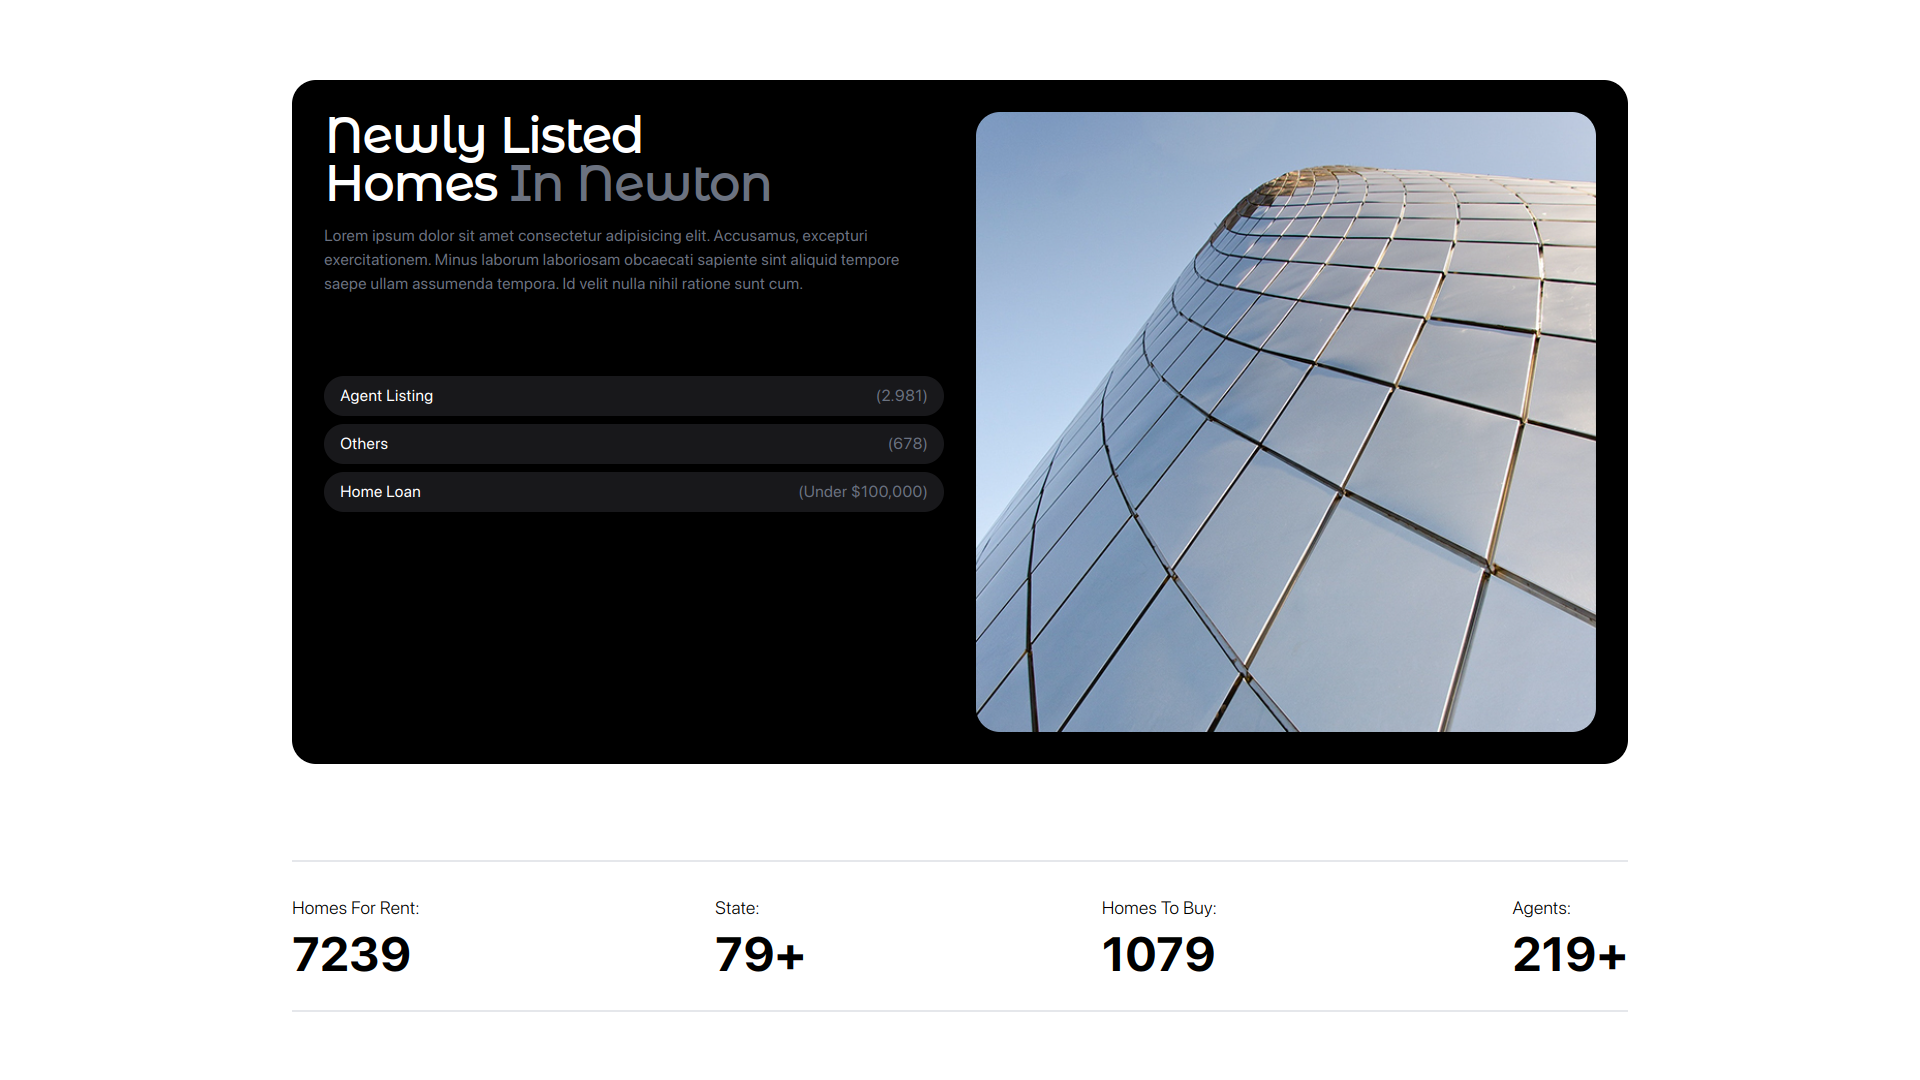 Newly Listed
Homes In Newton
Lorem ipsum dolor sit amet consectetur adipisicing elit. Accusamus, excepturi
exercitationem. Minus laborum laboriosam obcaecati sapiente sint aliquid tempore
saepe ullam assumenda tempora. Id velit nulla nihil ratione sunt cum.
Agent Listing (2.981)
Others (678)
Home Loan (Under $100,000)
Homes For Rent: State: Homes To Buy: Agents:
7239 79+ 1079 219+